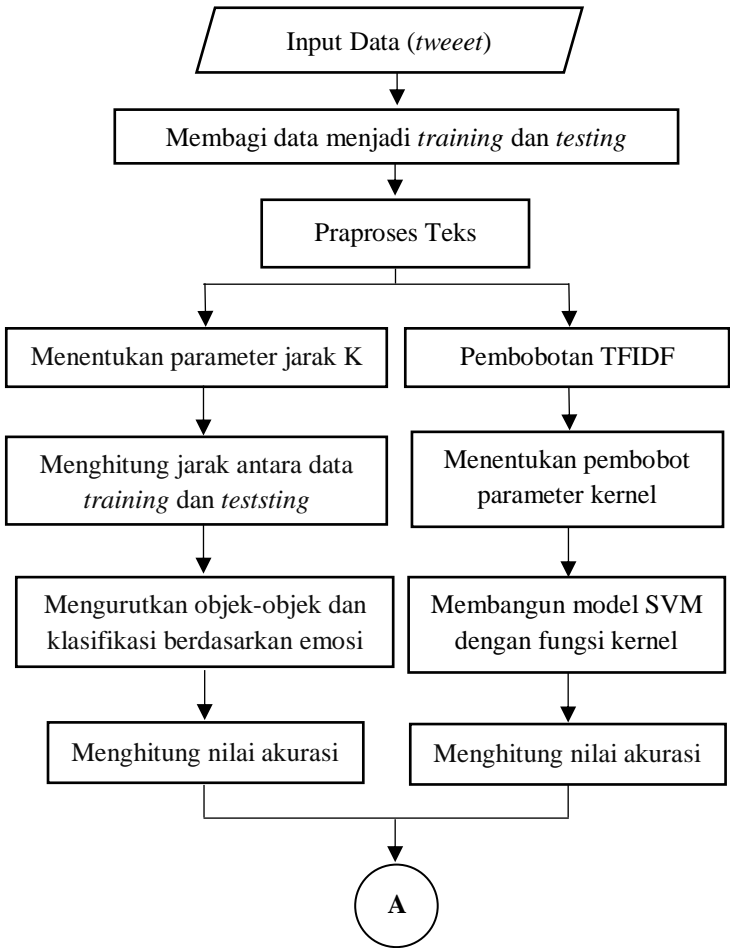 Input Data (tweeet)
Membagi data menjadi training dan testing
Praproses Teks
Menentukan parameter jarak K
Menghitung jarak antara data
training dan teststing
Mengurutkan objek-objek dan
klasifikasi berdasarkan emosi
Menghitung nilai akurasi
Pembobotan TFIDF
Menentukan pembobot
parameter kernel
Membangun model SVM
dengan fungsi kernel
Menghitung nilai akurasi
A